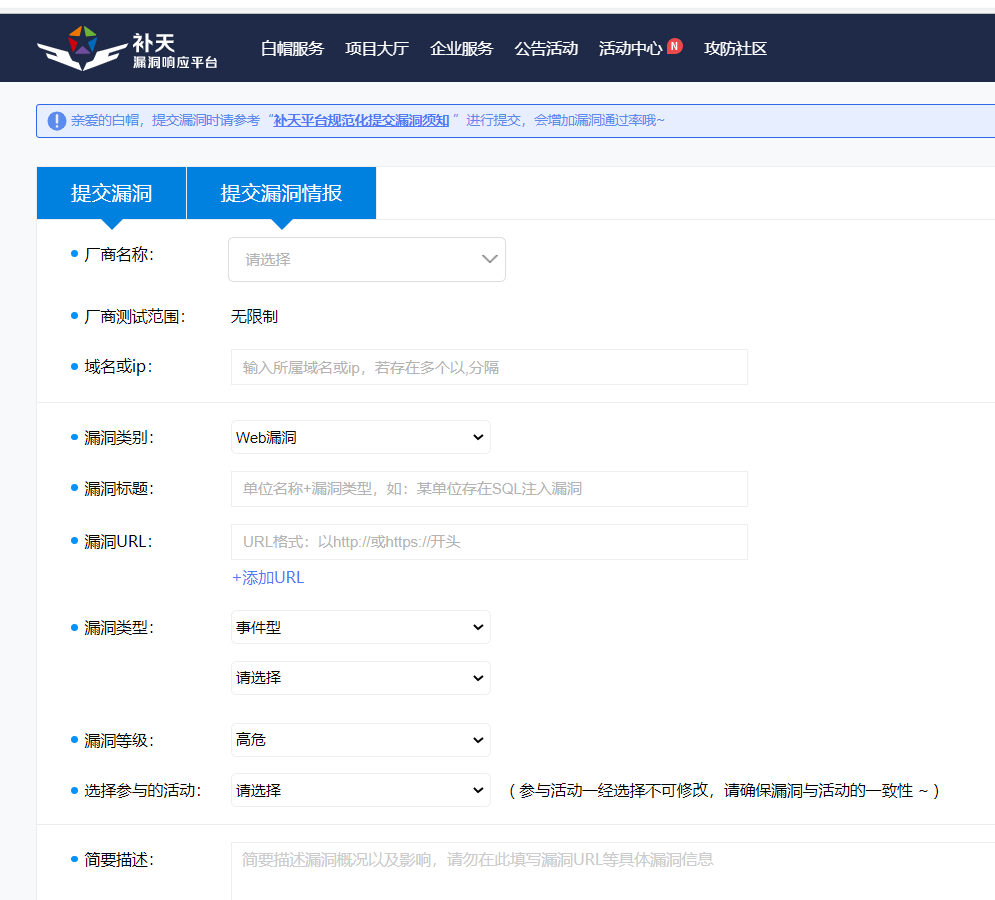 补天
漏洞响应平台
白帽服务 项目大厅 企业服务 公告活动 活动中心 N 攻防社区
亲爱的白帽，提交漏洞时请参考“补天平台规范化提交漏洞须知”进行提交，会增加漏洞通过率哦~
提交漏洞 提交漏洞情报
厂商名称： 请选择
厂商测试范围： 无限制
域名或ip： 输入所属域名或ip，若存在多个以,分隔
漏洞类别： Web漏洞
漏洞标题： 单位名称+漏洞类型，如：某单位存在SQL注入漏洞
漏洞URL： URL格式：以http://或https://开头
+添加URL
漏洞类型： 事件型
请选择
漏洞等级： 高危
选择参与的活动： 请选择 （参与活动一经选择不可修改，请确保漏洞与活动的一致性 ~ ）
简要描述： 简要描述漏洞概况以及影响，请勿在此填写漏洞URL等具体漏洞信息